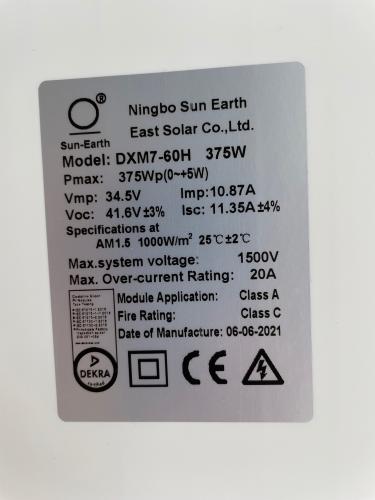 ®
Sun-Earth
Ningbo Sun Earth
East Solar Co.,Ltd.
Model: DXM7-60H 375W
Pmax: 375Wp(0~+5W)
Vmp: 34.5V Imp: 10.87A
Voc: 41.6V±3% Isc: 11.35A±4%
Specifications at
AM1.5 1000W/m² 25℃±2℃
Max.system voltage: 1500V
Max. Over-current Rating: 20A
Module Application: Class A
Fire Rating: Class C
Date of Manufacture: 06-06-2021
DEKRA
CE